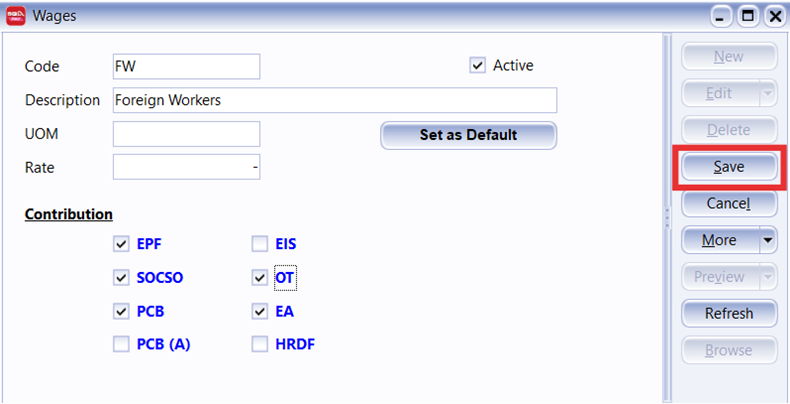 Wages
Code FW Active
Description Foreign Workers
UOM Set as Default
Rate -
Contribution
EPF EIS
SOCSO OT
PCB EA
PCB (A) HRDF
New
Edit
Delete
Save
Cancel
More
Preview
Refresh
Browse